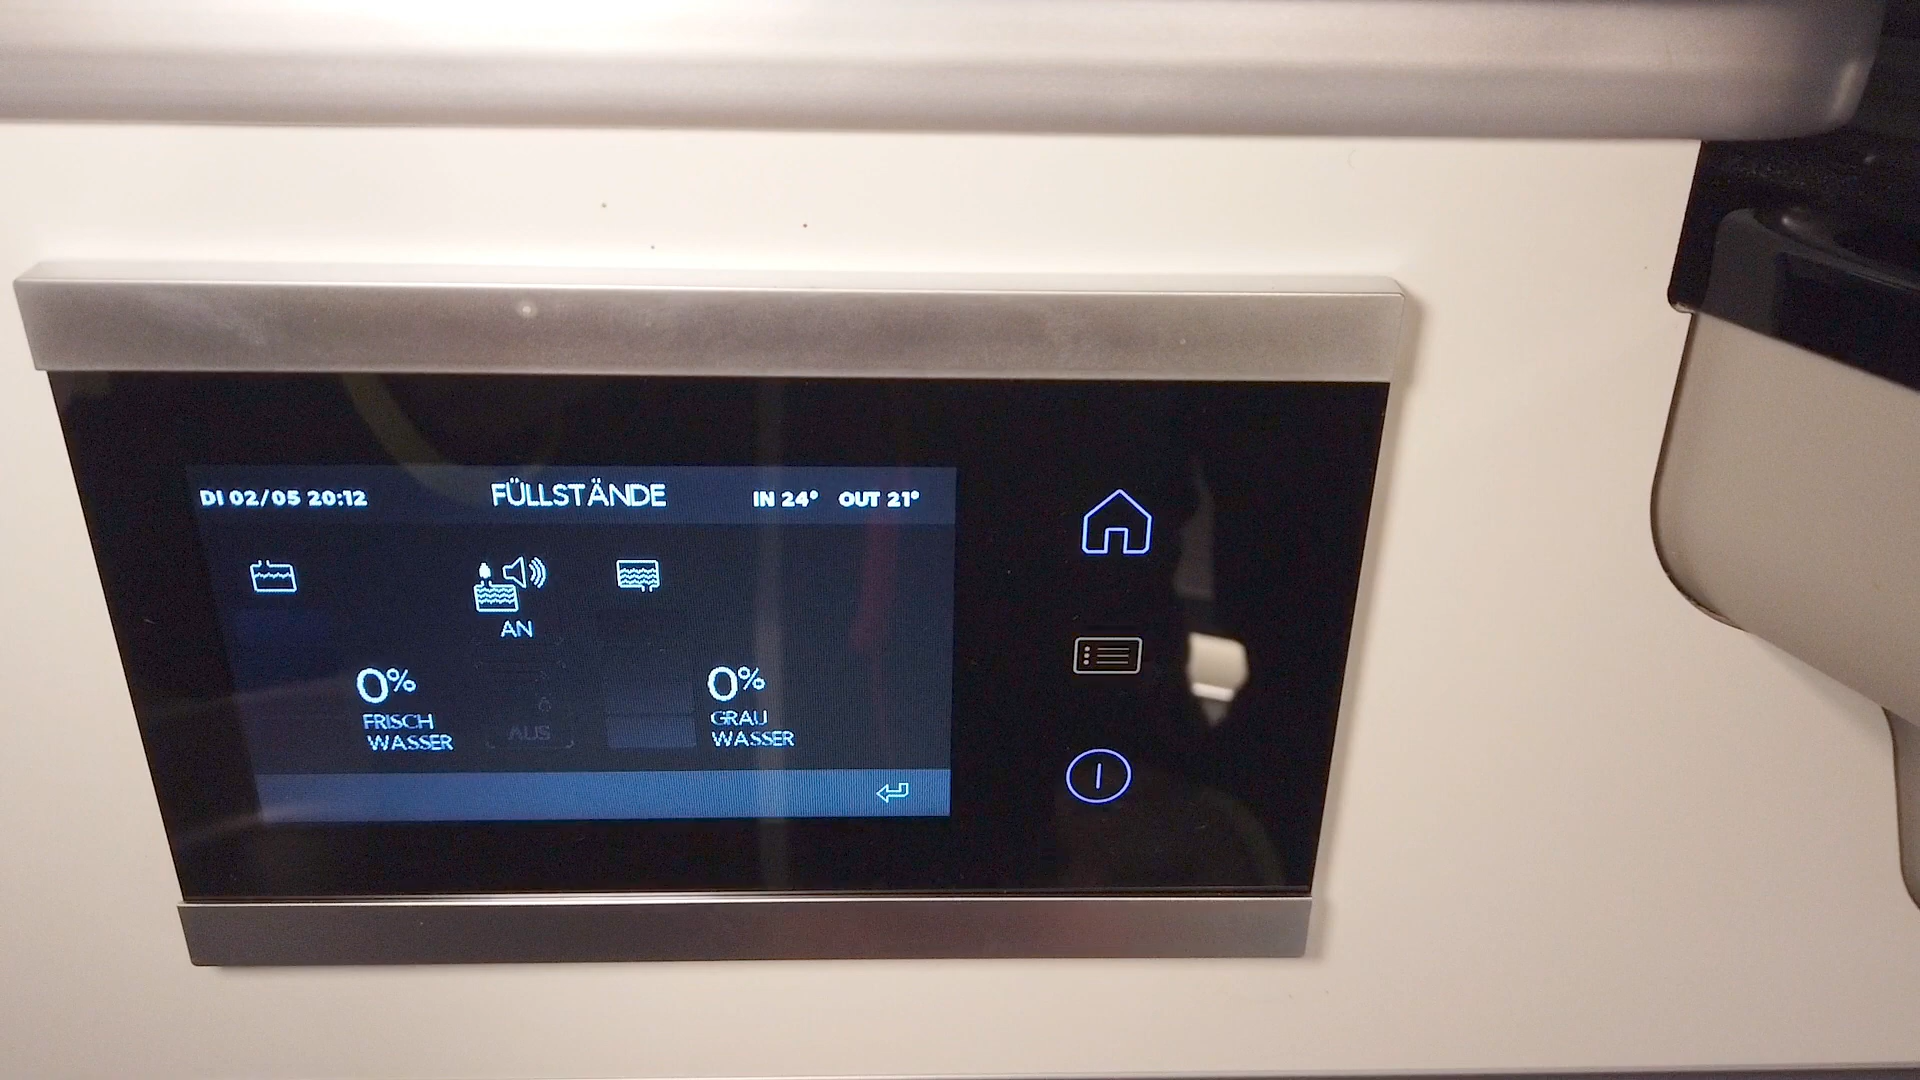 DI 02/05 20:12 FÜLLSTÄNDE IN 24° OUT 21°
AN
0% 0%
FRISCH GRAU
WASSER AUS WASSER